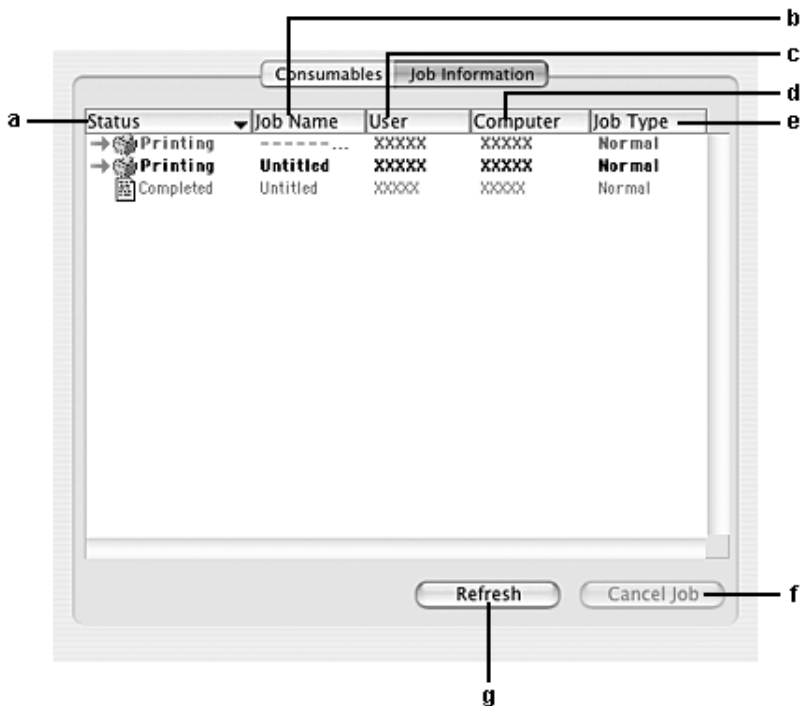 b
c
Consumables Job Information
d
a Status Job Name User Computer Job Type e
Printing ------... XXXXX XXXXX Normal
Printing Untitled XXXXX XXXXX Normal
Completed Untitled XXXXX XXXXX Normal
Refresh Cancel Job f
g